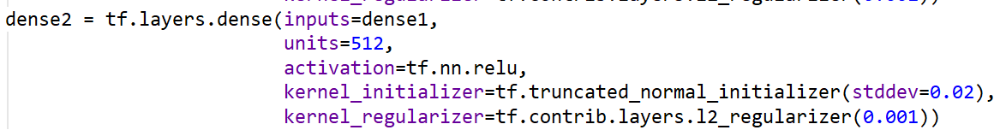 dense2 = tf.layers.dense(inputs=dense1,
units=512,
activation=tf.nn.relu,
kernel_initializer=tf.truncated_normal_initializer(stddev=0.02),
kernel_regularizer=tf.contrib.layers.l2_regularizer(0.001))